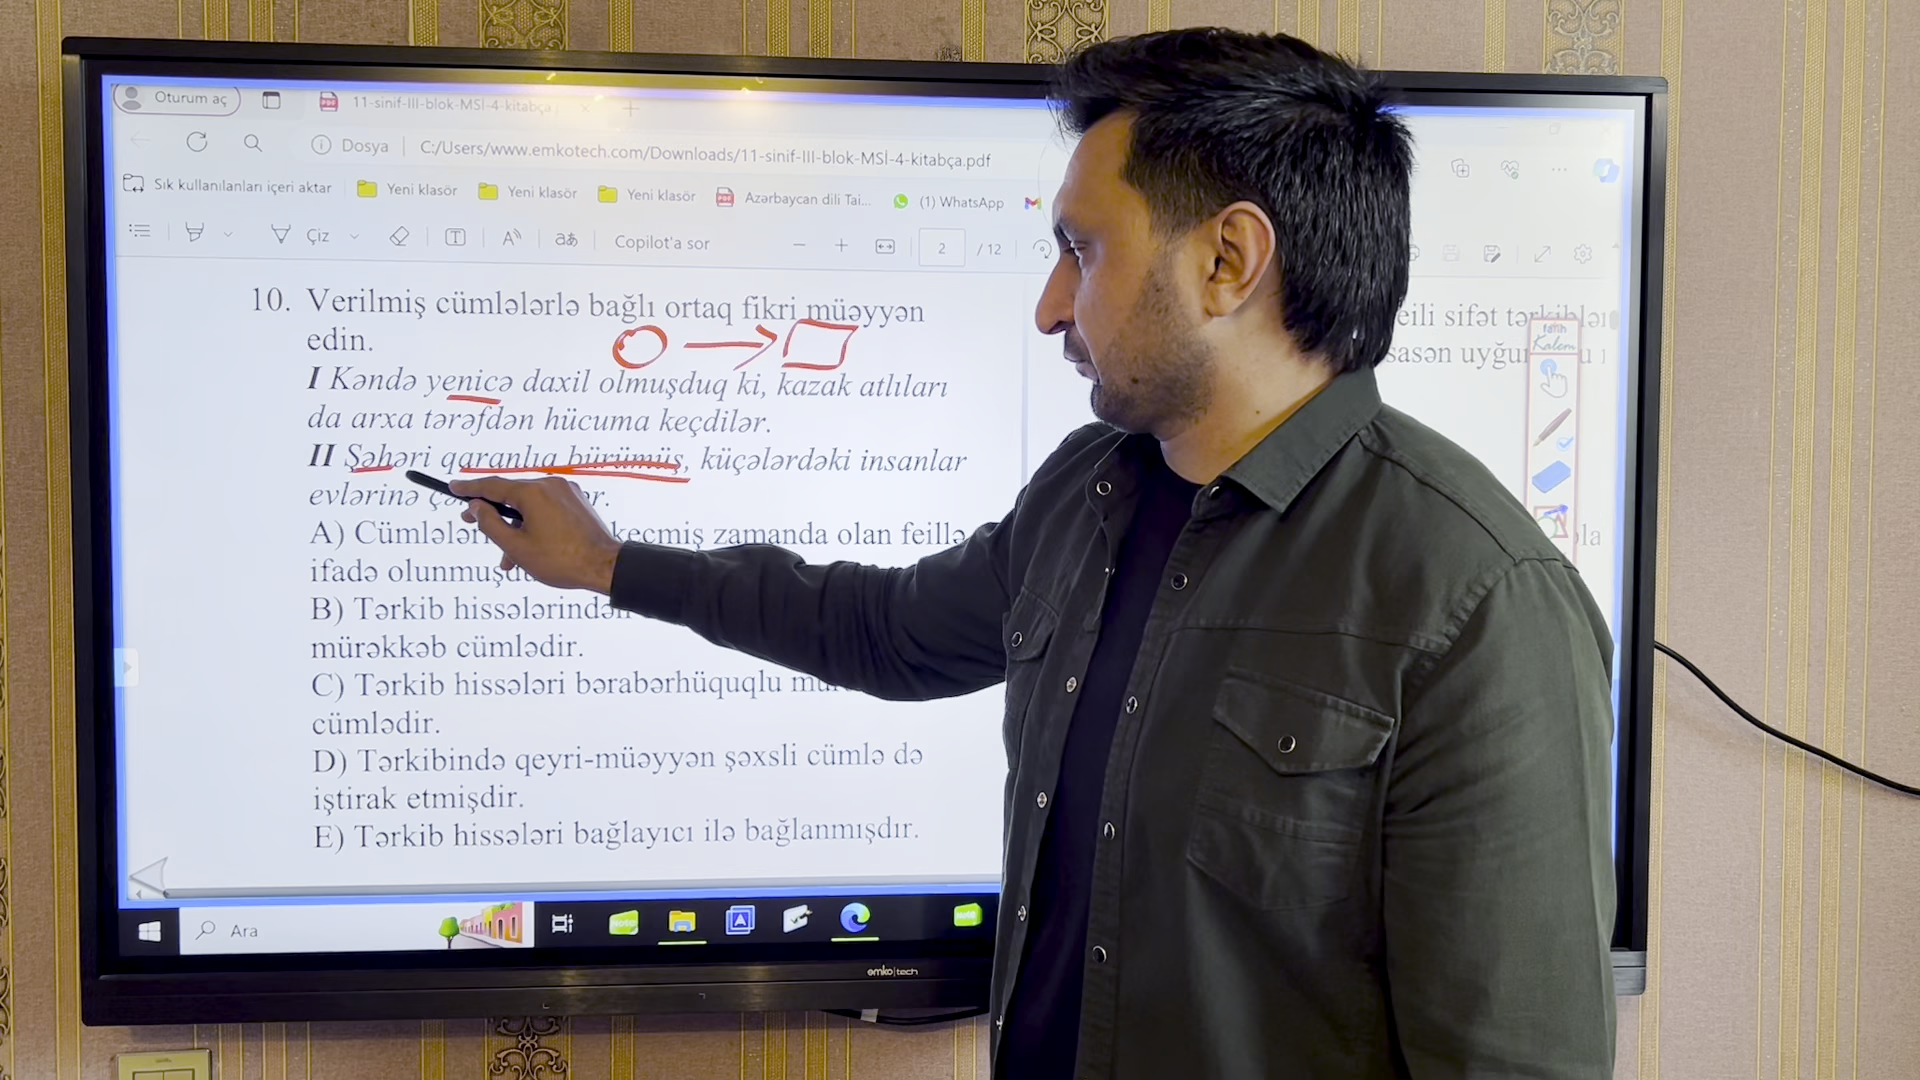 Oturum aç
11-sinif-III-blok-MSİ-4-kitabça
Dosya C:/Users/www.emkotech.com/Downloads/11-sinif-III-blok-MSİ-4-kitabça.pdf
Sık kullanılanları içeri aktar Yeni klasör Yeni klasör Yeni klasör Azərbaycan dili Tai... (1) WhatsApp
Çiz aあ Copilot'a sor 2 / 12
10. Verilmiş cümlələrlə bağlı ortaq fikri müəyyən
edin.
I Kəndə yenicə daxil olmuşduq ki, kazak atlıları
da arxa tərəfdən hücuma keçdilər.
II Şəhəri qaranlıq bürümüş, küçələrdəki insanlar
evlərinə
A) keçmiş zamanda olan feillə
ifadə
B) Tərkib
mürəkkəb cümlədir.
C) Tərkib hissələri bərabərhüquqlu
cümlədir.
D) Tərkibində qeyri-müəyyən şəxsli cümlə də
iştirak etmişdir.
E) Tərkib hissələri bağlayıcı ilə bağlanmışdır.
sifət
fatih
Kalem
Ara
emko|tech